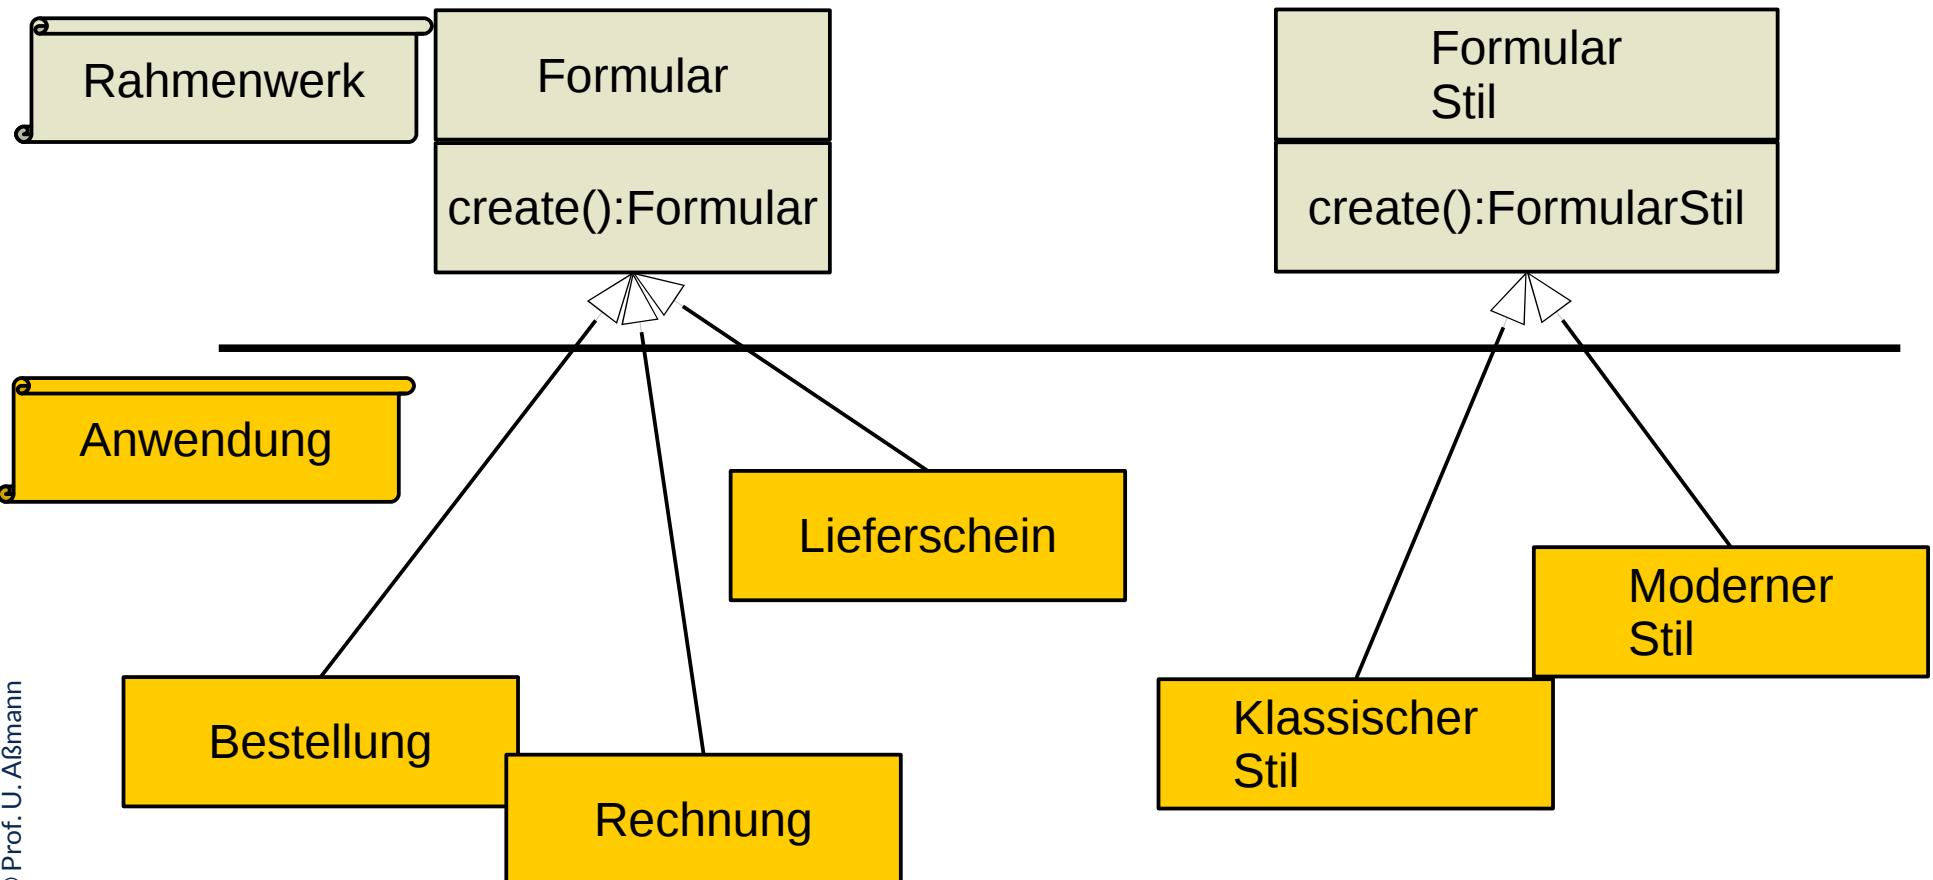 Rahmenwerk
Formular
create():Formular
Formular
Stil
create():FormularStil
Anwendung
Lieferschein
Moderner
Stil
Bestellung
Klassischer
Stil
Rechnung
© Prof. U. Aßmann